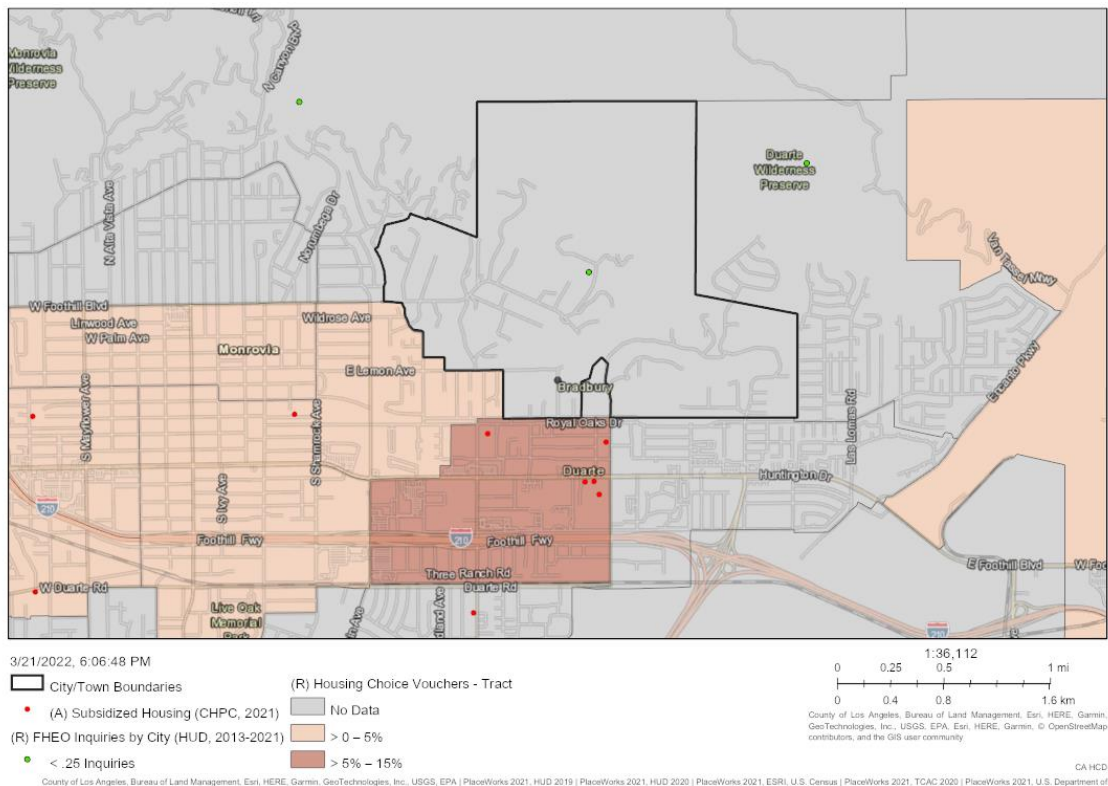 Monrovia
Wilderness
Preserve
N Canyon Blvd
Duarte
Wilderness
Preserve
N Alta Vista Ave
Norumbega Dr
Van Tassel Mtwy
W Foothill Blvd
Linwood Ave
W Palm Ave
Wildrose Ave
Monrovia
E Lemon Ave
Bradbury
S Mayflower Ave
S Shamrock Ave
Royal Oaks Dr
Las Lomas Rd
E Duarte Pkwy
Duarte
Huntington Dr
S Ivy Ave
210
Foothill Fwy
210
Foothill Fwy
E Foothill Blvd
W Foo
Three Ranch Rd
W Duarte Rd
Duarte Rd
Live Oak
Memorial
Park
210
3/21/2022, 6:06:48 PM
City/Town Boundaries
(A) Subsidized Housing (CHPC, 2021)
(R) FHEO Inquiries by City (HUD, 2013-2021)
< .25 Inquiries
(R) Housing Choice Vouchers - Tract
No Data
> 0 – 5%
> 5% – 15%
1:36,112
0 0.25 0.5 1 mi
0 0.4 0.8 1.6 km
County of Los Angeles, Bureau of Land Management, Esri, HERE, Garmin,
GeoTechnologies, Inc., USGS, EPA, Esri, HERE, Garmin, © OpenStreetMap
contributors, and the GIS user community
CA HCD
County of Los Angeles, Bureau of Land Management, Esri, HERE, Garmin, GeoTechnologies, Inc., USGS, EPA | PlaceWorks 2021, HUD 2019 | PlaceWorks 2021, HUD 2020 | PlaceWorks 2021, ESRI, U.S. Census | PlaceWorks 2021, TCAC 2020 | PlaceWorks 2021, U.S. Department of